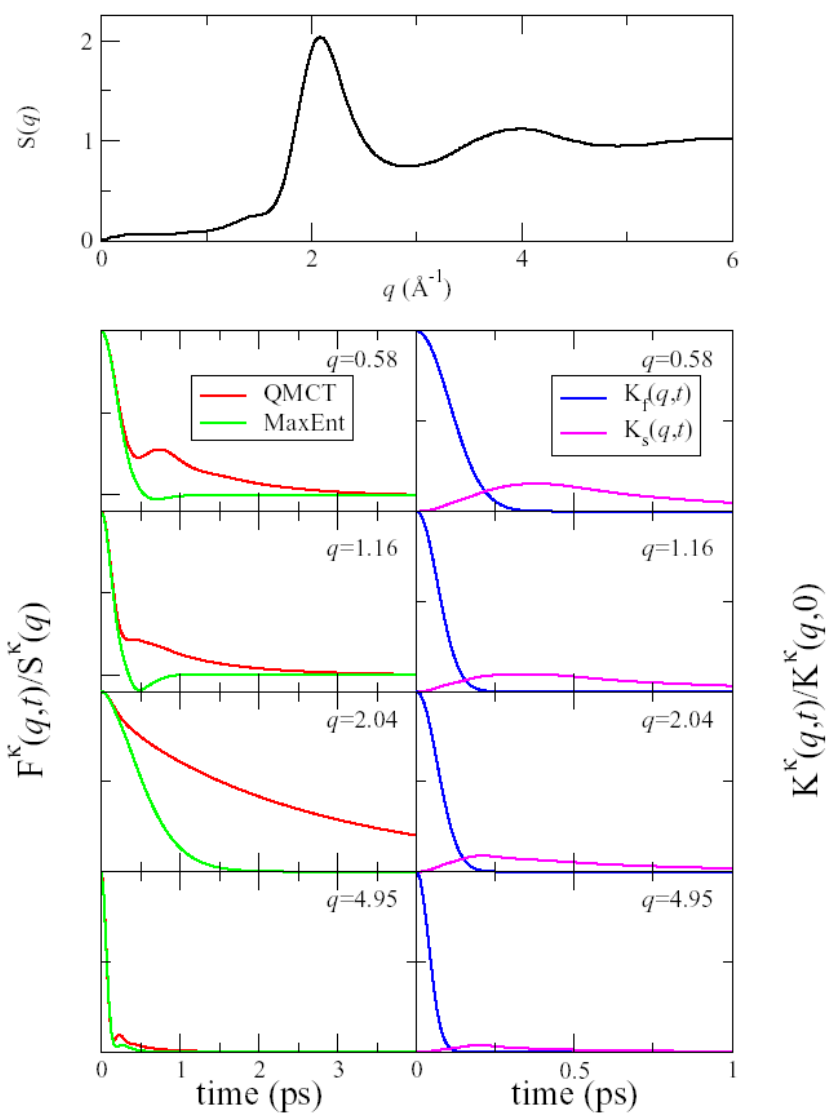 2
S(q)
1
0
0
2
4
6
q (Å⁻¹)
q=0.58
QMCT
MaxEnt
q=0.58
K_f(q,t)
K_s(q,t)
q=1.16
q=1.16
F^κ(q,t)/S^κ(q)
K^κ(q,t)/K^κ(q,0)
q=2.04
q=2.04
q=4.95
q=4.95
0
1
2
3
0
0.5
1
time (ps)
time (ps)